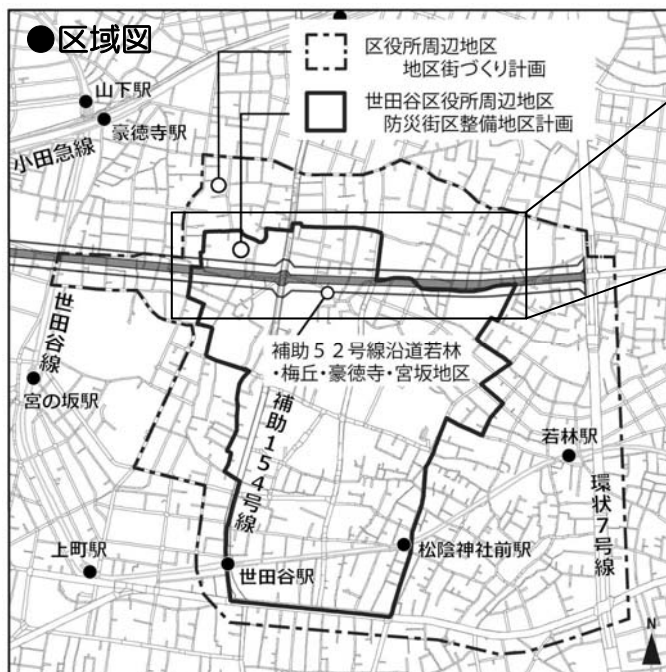 ●区域図
区役所周辺地区
地区街づくり計画
世田谷区役所周辺地区
防災街区整備地区計画
山下駅
豪徳寺駅
小田急線
世田谷線
宮の坂駅
補助５２号線沿道若林
・梅丘・豪徳寺・宮坂地区
補助154号線
若林駅
環状7号線
上町駅
世田谷駅
松陰神社前駅
N